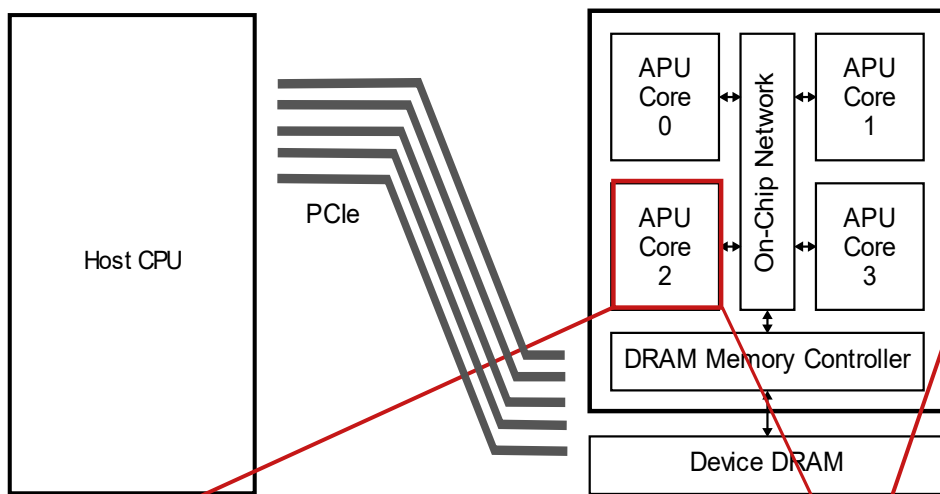 Host CPU
PCIe
APU
Core
0
On-Chip Network
APU
Core
1
APU
Core
2
APU
Core
3
DRAM Memory Controller
Device DRAM